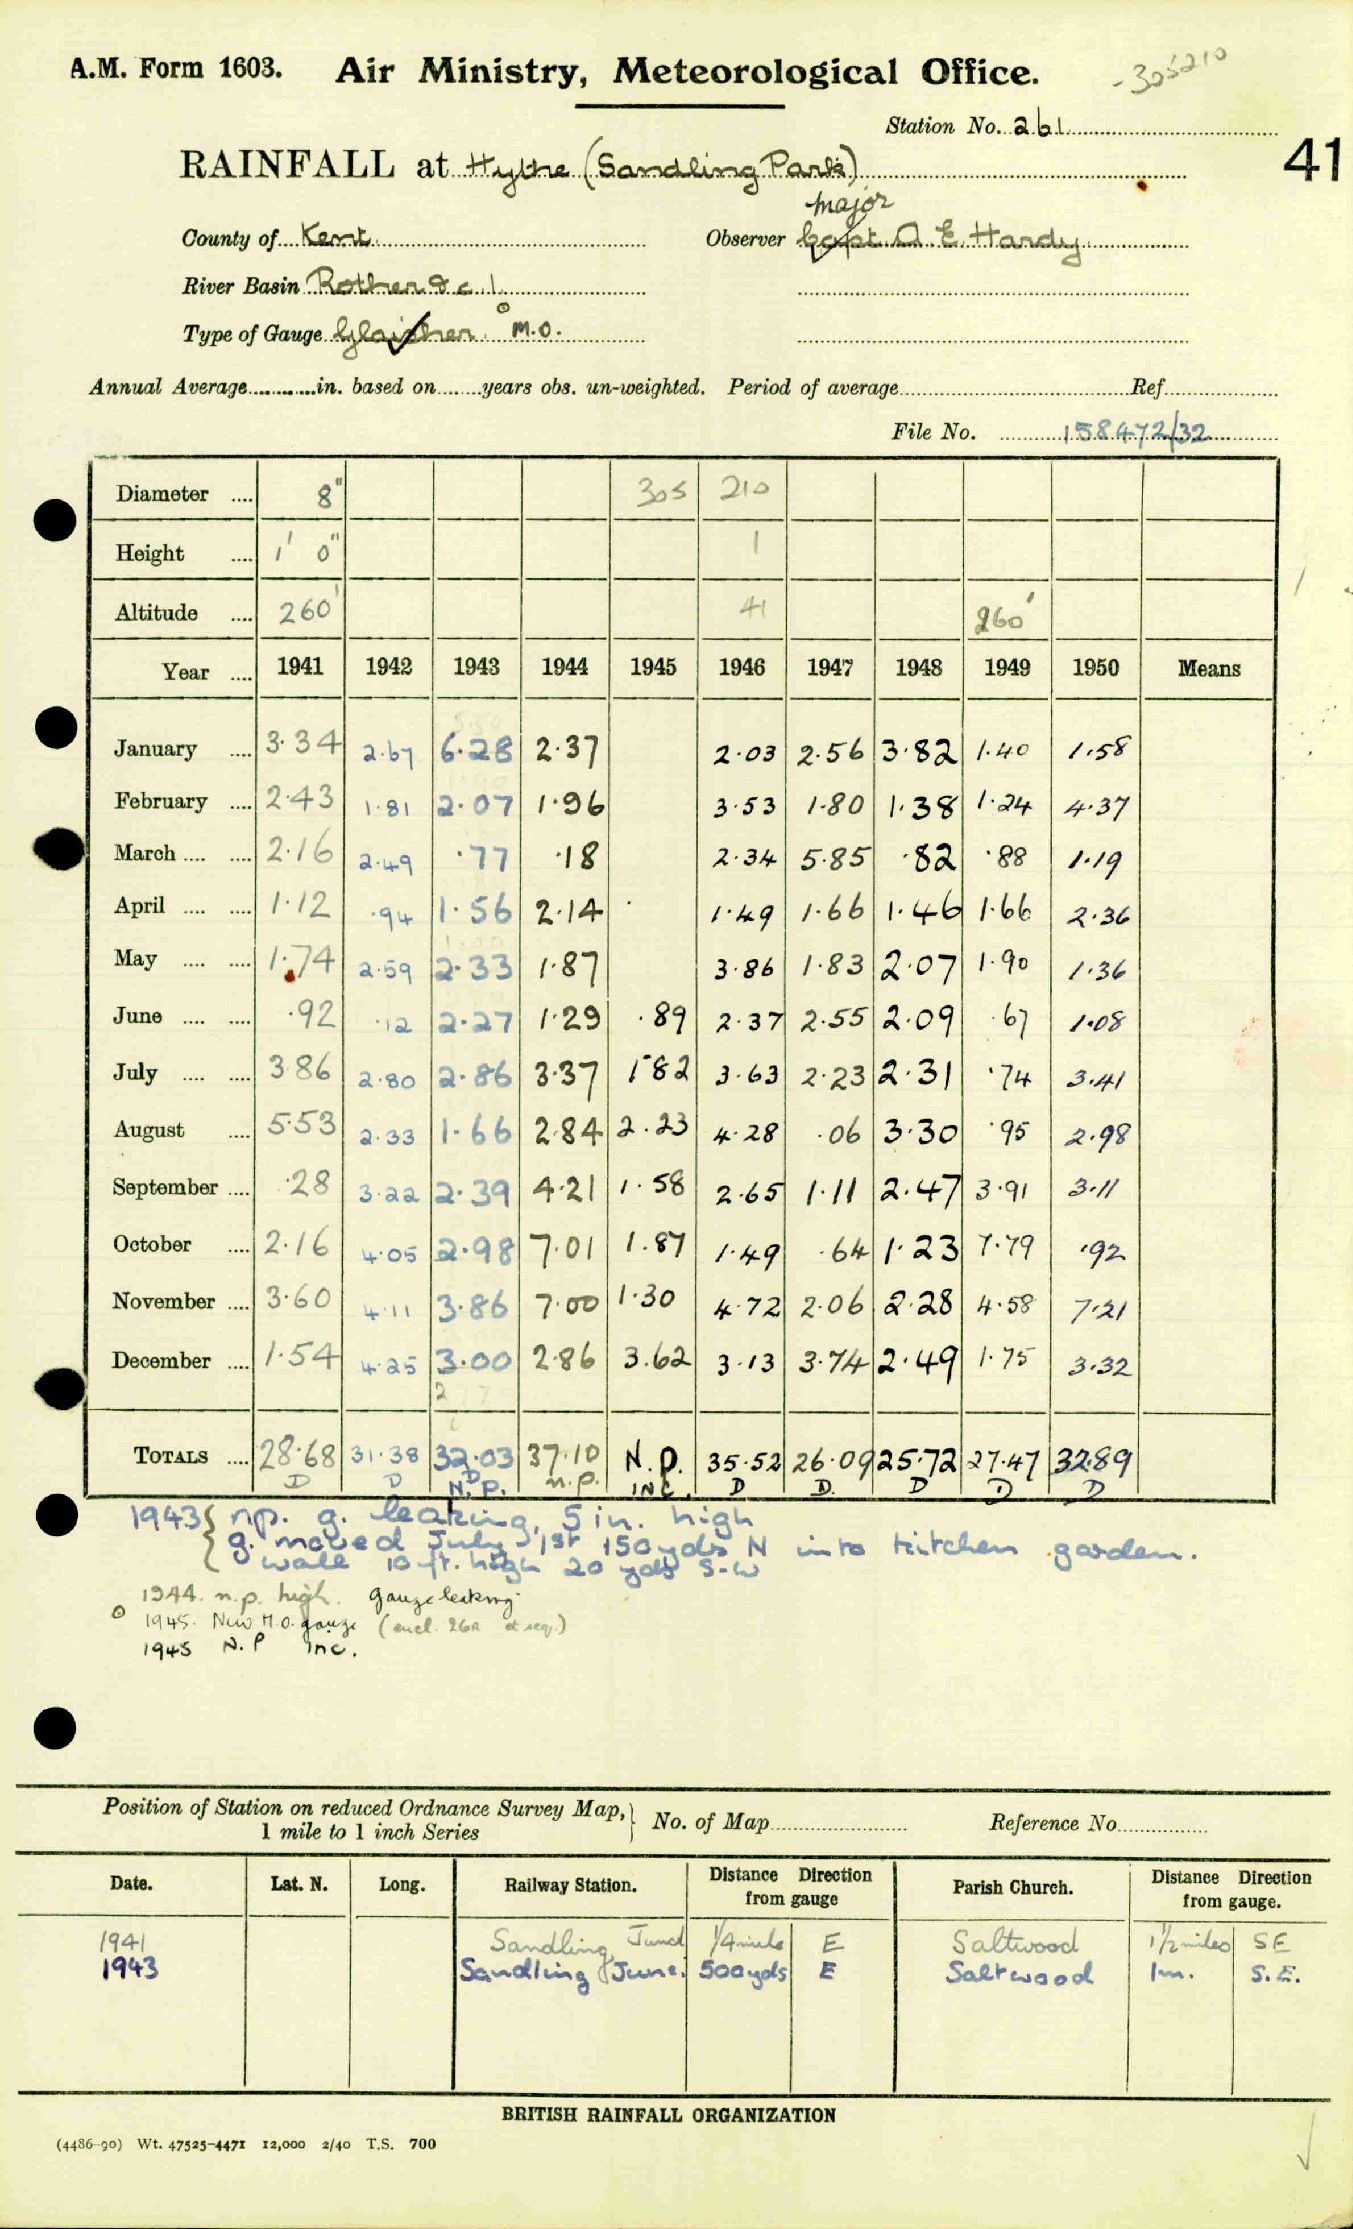 A.M. Form 1603. Air Ministry, Meteorological Office. -305210
Station No. 261
41
RAINFALL at Hythe (Sandling Park)
Major
County of Kent Observer Capt A E Hardy
River Basin Rother &c 1
Type of Gauge Glaisher M.O.
Annual Average in. based on years obs. un-weighted. Period of average Ref
File No. 158472/32
Diameter .... 8" 305 210
Height .... 1' 0" 1
Altitude .... 260' 41 260'
Year .... 1941 1942 1943 1944 1945 1946 1947 1948 1949 1950 Means
January .... 3.34 2.67 6.28 2.37 2.03 2.56 3.82 1.40 1.58
February .... 2.43 1.81 2.07 1.96 3.53 1.80 1.38 1.24 4.37
March .... .... 2.16 2.49 .77 .18 2.34 5.85 .82 .88 1.19
April .... .... 1.12 .94 1.56 2.14 1.49 1.66 1.46 1.66 2.36
May .... .... 1.74 2.59 2.33 1.87 3.86 1.83 2.07 1.90 1.36
June .... .... .92 .12 2.27 1.29 .89 2.37 2.55 2.09 .67 1.08
July .... .... 3.86 2.80 2.86 3.37 1.82 3.63 2.23 2.31 .74 3.41
August .... 5.53 2.33 1.66 2.84 2.23 4.28 .06 3.30 .95 2.98
September .... .28 3.22 2.39 4.21 1.58 2.65 1.11 2.47 3.91 3.11
October .... 2.16 4.05 2.98 7.01 1.87 1.49 .64 1.23 7.79 .92
November .... 3.60 4.11 3.86 7.00 1.30 4.72 2.06 2.28 4.58 7.21
December .... 1.54 4.25 3.00 2.86 3.62 3.13 3.74 2.49 1.75 3.32
TOTALS .... 28.68 31.38 32.03 37.10 N.P. 35.52 26.09 25.72 27.47 32.89
D D D N.P. n.p. INC. D D. D D D
1943 { n.p. g. leaking, 5 in. high
g. moved July 1st 150 yds N into kitchen garden.
wall 10 ft. high 20 yds S-W
1944. n.p. high. Gauge leaking
o 1945. New M.O. gauge (encl. 26A et seq.)
1945 N.P Inc.
Position of Station on reduced Ordnance Survey Map, } No. of Map Reference No
1 mile to 1 inch Series
Date. Lat. N. Long. Railway Station. Distance Direction from gauge Parish Church. Distance Direction from gauge.
1941 Sandling Junct 1/4 mile E Saltwood 1 1/2 miles SE
1943 Sandling Junc. 500 yds E Saltwood 1 m. S.E.
BRITISH RAINFALL ORGANIZATION
(4486-90) Wt. 47525-4471 12,000 2/40 T.S. 700